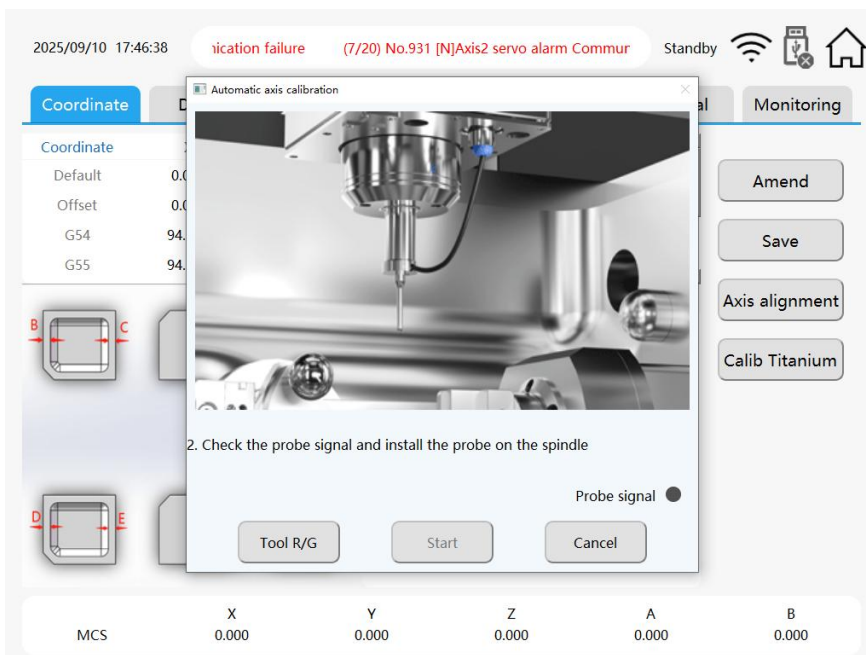 2025/09/10 17:46:38
nication failure (7/20) No.931 [N]Axis2 servo alarm Commur
Standby
Automatic axis calibration
Coordinate
Monitoring
Coordinate
Default 0.0
Offset 0.0
G54 94.
G55 94.
Amend
Save
Axis alignment
Calib Titanium
B C
D E
2. Check the probe signal and install the probe on the spindle
Probe signal
Tool R/G Start Cancel
X Y Z A B
MCS 0.000 0.000 0.000 0.000 0.000